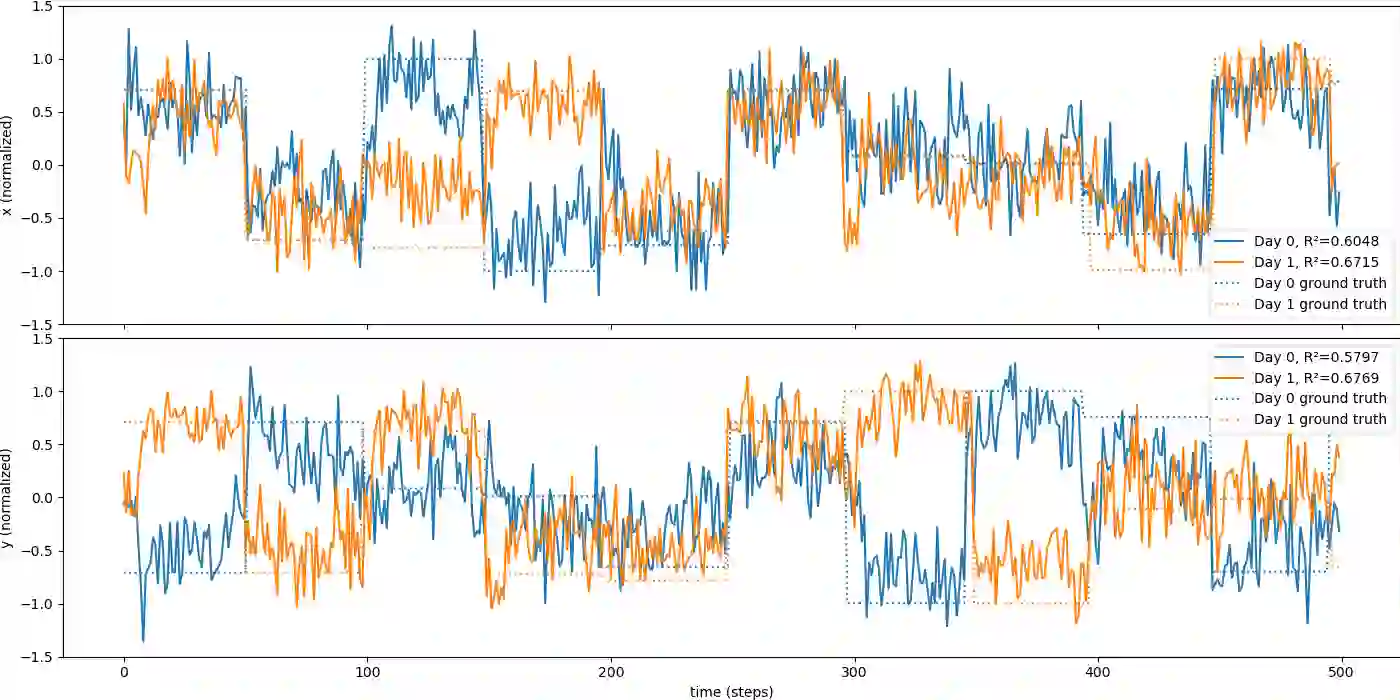 1.5
1.0
0.5
0.0
−0.5
−1.0
−1.5
x (normalized)
Day 0, R²=0.6048
Day 1, R²=0.6715
Day 0 ground truth
Day 1 ground truth
1.5
1.0
0.5
0.0
−0.5
−1.0
−1.5
y (normalized)
Day 0, R²=0.5797
Day 1, R²=0.6769
Day 0 ground truth
Day 1 ground truth
0 100 200 300 400 500
time (steps)